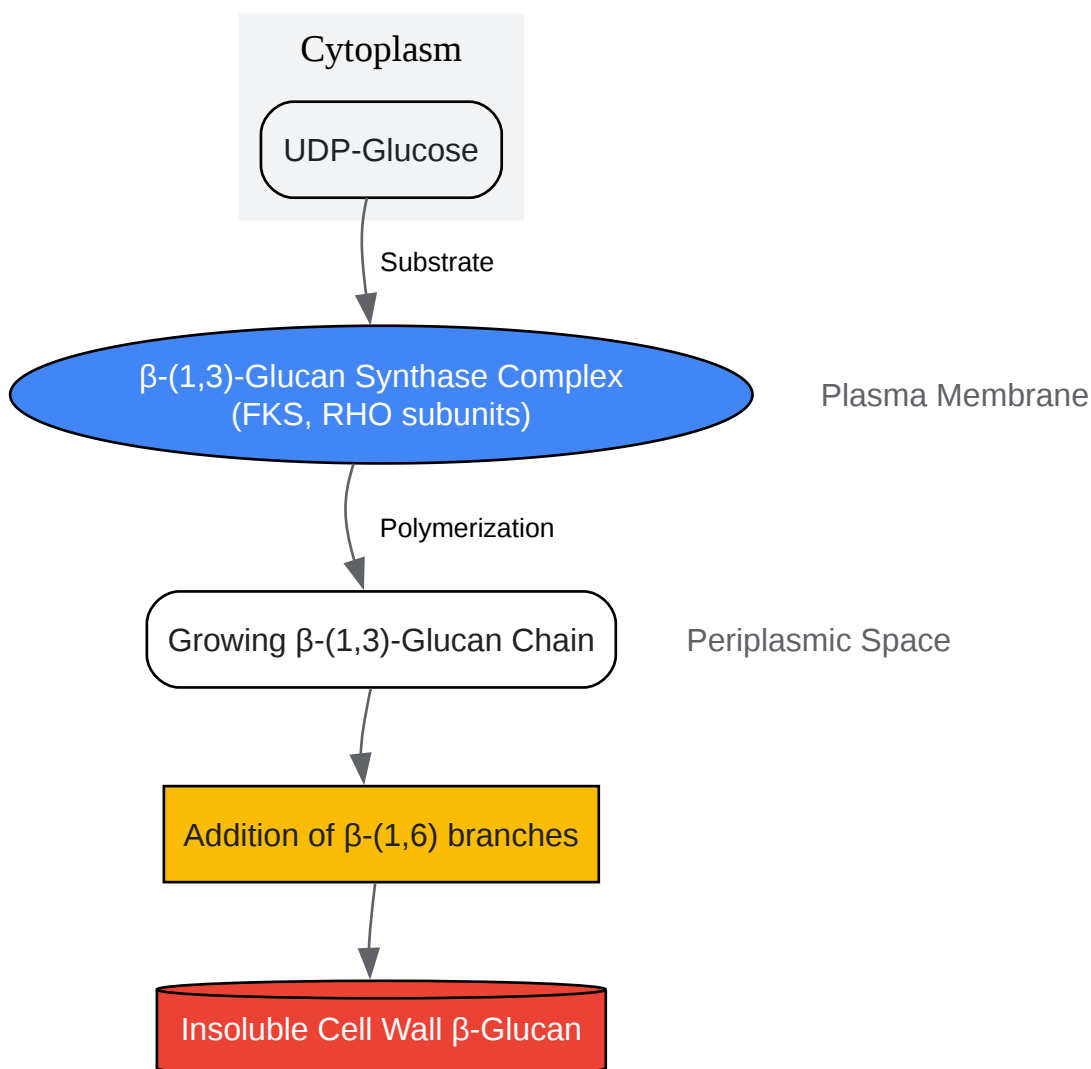 Cytoplasm
UDP-Glucose
Substrate
β-(1,3)-Glucan Synthase Complex
(FKS, RHO subunits)
Plasma Membrane
Polymerization
Growing β-(1,3)-Glucan Chain
Periplasmic Space
Addition of β-(1,6) branches
Insoluble Cell Wall β-Glucan